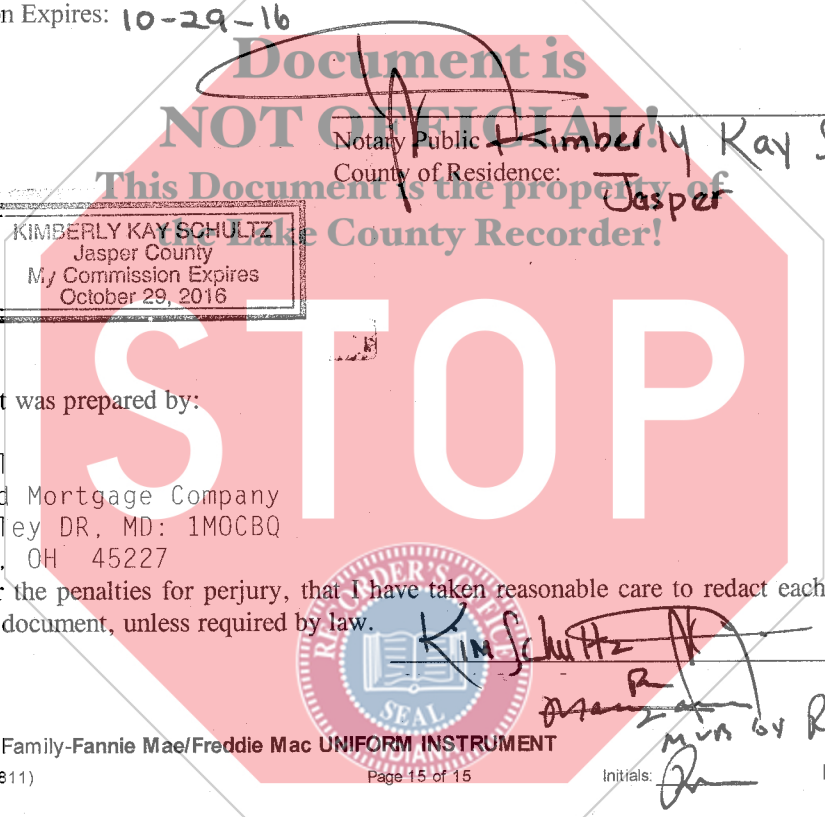 n Expires: 10-29-16
Document is
NOT OFFICIAL!
Notary Public Kimberly Kay S
County of Residence: Jasper
This Document is the property of
the Lake County Recorder!
KIMBERLY KAY SCHULTZ
Jasper County
My Commission Expires
October 29, 2016
STOP
t was prepared by:
d Mortgage Company
ley DR, MD: 1MOCBQ
, OH 45227
r the penalties for perjury, that I have taken reasonable care to redact each
document, unless required by law.
Kim Schultz
RECORDER'S OFFICE
SEAL
INDIANA
Family-Fannie Mae/Freddie Mac UNIFORM INSTRUMENT
811)
Page 15 of 15
Initials: